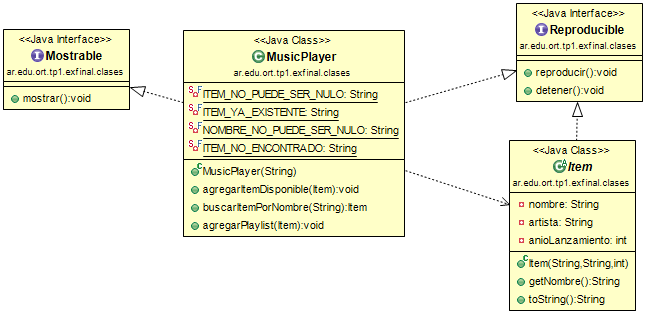 <<Java Interface>>
Mostrable
ar.edu.ort.tp1.exfinal.clases
mostrar():void
<<Java Class>>
MusicPlayer
ar.edu.ort.tp1.exfinal.clases
ITEM_NO_PUEDE_SER_NULO: String
ITEM_YA_EXISTENTE: String
NOMBRE_NO_PUEDE_SER_NULO: String
ITEM_NO_ENCONTRADO: String
MusicPlayer(String)
agregarItemDisponible(Item):void
buscarItemPorNombre(String):Item
agregarPlaylist(Item):void
<<Java Interface>>
Reproducible
ar.edu.ort.tp1.exfinal.clases
reproducir():void
detener():void
<<Java Class>>
Item
ar.edu.ort.tp1.exfinal.clases
nombre: String
artista: String
anioLanzamiento: int
Item(String,String,int)
getNombre():String
toString():String